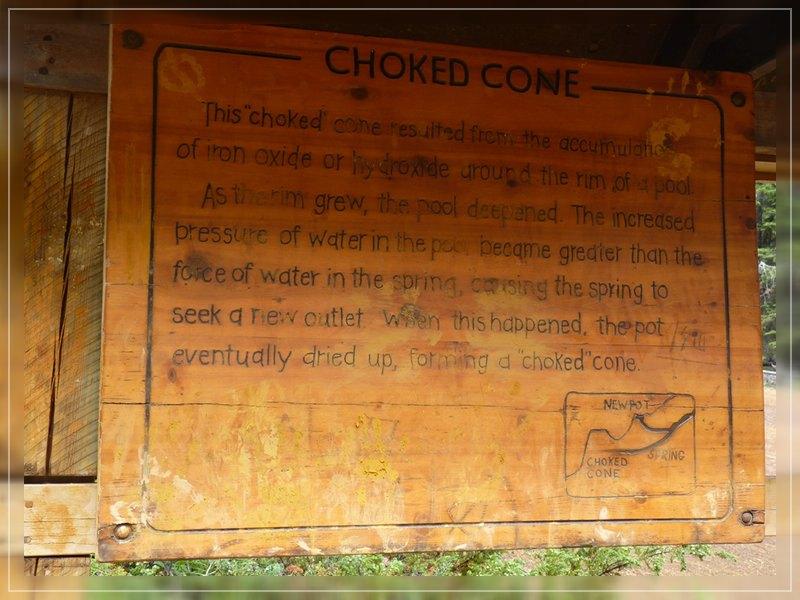 CHOKED CONE
This "choked" cone resulted from the accumulation
of iron oxide or hydroxide around the rim of a pool.
As the rim grew, the pool deepened. The increased
pressure of water in the pool became greater than the
force of water in the spring, causing the spring to
seek a new outlet. When this happened, the pot
eventually dried up, forming a "choked" cone.
NEW POT
SPRING
CHOKED
CONE